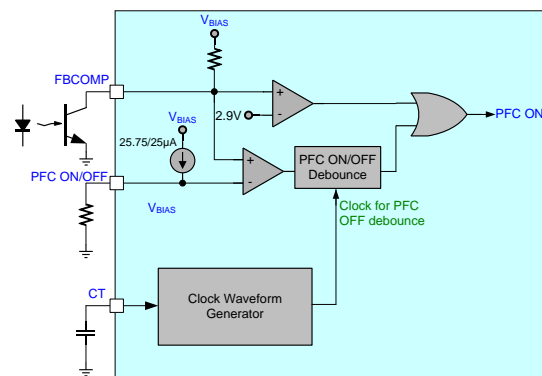 VBIAS
FBCOMP
+
-
2.9V
PFC ON
VBIAS
25.75/25µA
PFC ON/OFF
+
-
PFC ON/OFF
Debounce
VBIAS
Clock for PFC
OFF debounce
CT
Clock Waveform
Generator